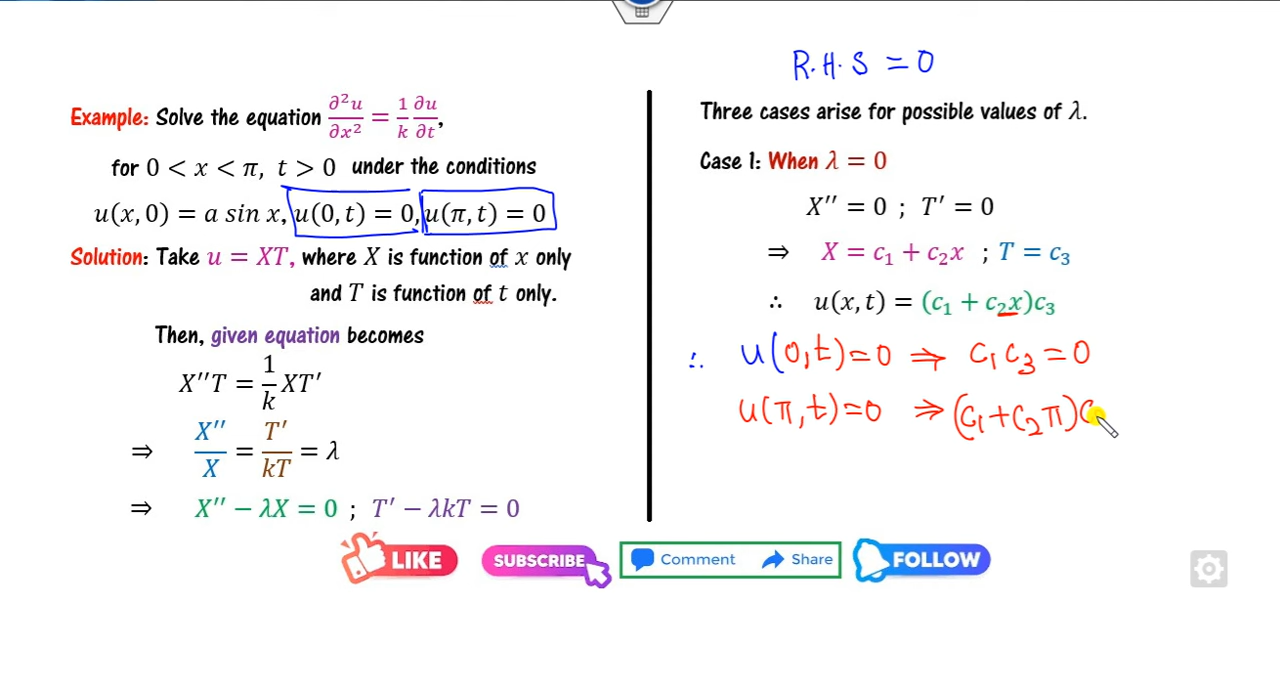 Example: Solve the equation ∂²u/∂x² = 1/k ∂u/∂t,
for 0 < x < π, t > 0 under the conditions
u(x, 0) = a sin x, u(0, t) = 0, u(π, t) = 0
Solution: Take u = XT, where X is function of x only
and T is function of t only.
Then, given equation becomes
X′′T = 1/k XT′
⇒ X′′/X = T′/kT = λ
⇒ X′′ − λX = 0 ; T′ − λkT = 0
R.H.S = 0
Three cases arise for possible values of λ.
Case 1: When λ = 0
X′′ = 0 ; T′ = 0
⇒ X = c₁ + c₂x ; T = c₃
∴ u(x, t) = (c₁ + c₂x)c₃
∴ u(0,t)=0 ⇒ c₁c₃ = 0
u(π,t)=0 ⇒ (c₁+c₂π)c
LIKE
SUBSCRIBE
Comment Share
FOLLOW